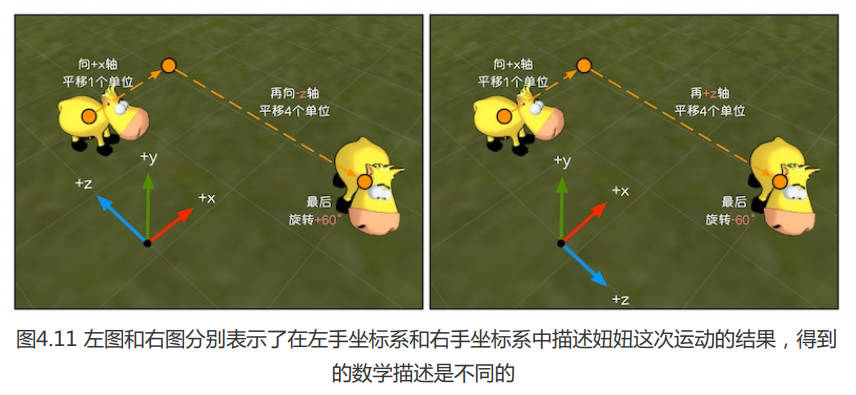 向+x轴
平移1个单位
再向-z轴
平移4个单位
+y
+z
+x
最后
旋转+60°
向+x轴
平移1个单位
再+z轴
平移4个单位
+y
+x
最后
旋转-60°
+z
图4.11 左图和右图分别表示了在左手坐标系和右手坐标系中描述妞妞这次运动的结果，得到
的数学描述是不同的